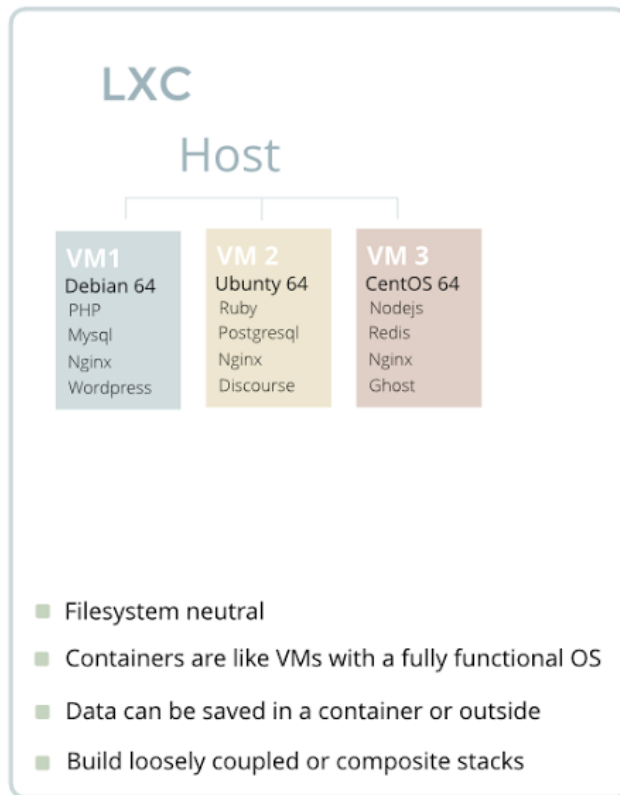 LXC
Host
VM1
Debian 64
PHP
Mysql
Nginx
Wordpress
VM 2
Ubunty 64
Ruby
Postgresql
Nginx
Discourse
VM 3
CentOS 64
Nodejs
Redis
Nginx
Ghost
Filesystem neutral
Containers are like VMs with a fully functional OS
Data can be saved in a container or outside
Build loosely coupled or composite stacks